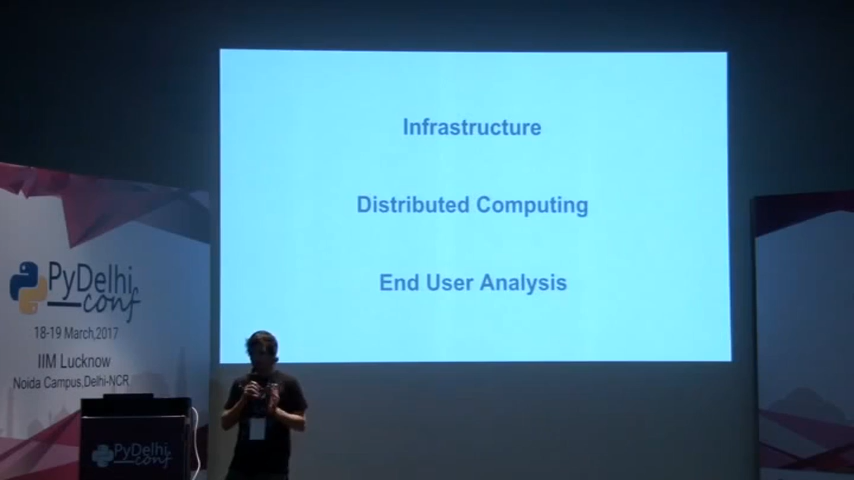 Infrastructure
Distributed Computing
End User Analysis
PyDelhi
conf
18-19 March,2017
IIM Lucknow
Noida Campus,Delhi-NCR
PyDelhi
conf